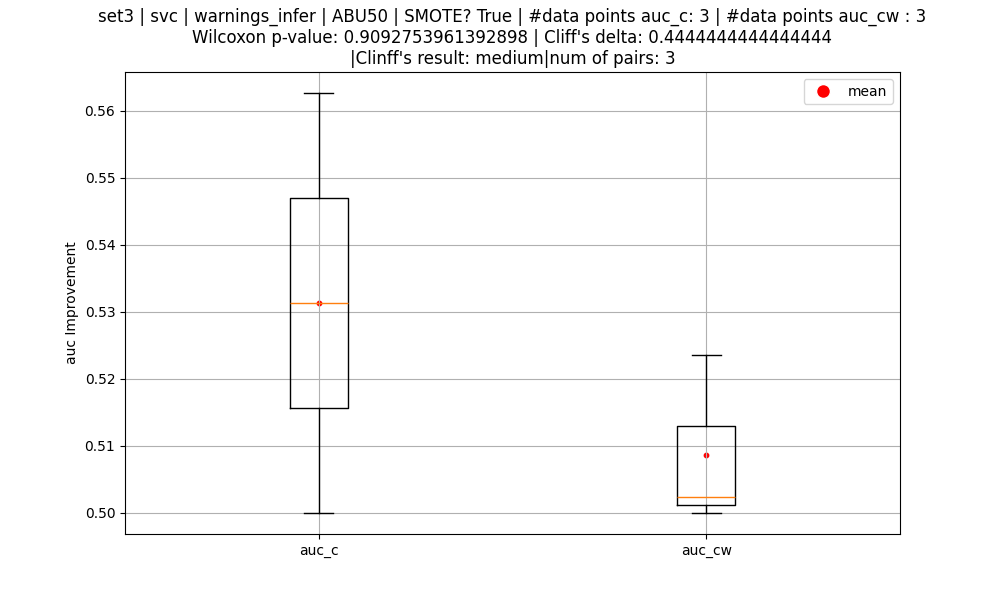 set3 | svc | warnings_infer | ABU50 | SMOTE? True | #data points auc_c: 3 | #data points auc_cw : 3
Wilcoxon p-value: 0.9092753961392898 | Cliff's delta: 0.4444444444444444
|Clinff's result: medium|num of pairs: 3
mean
0.56
0.55
0.54
0.53
0.52
0.51
0.50
auc Improvement
auc_c
auc_cw